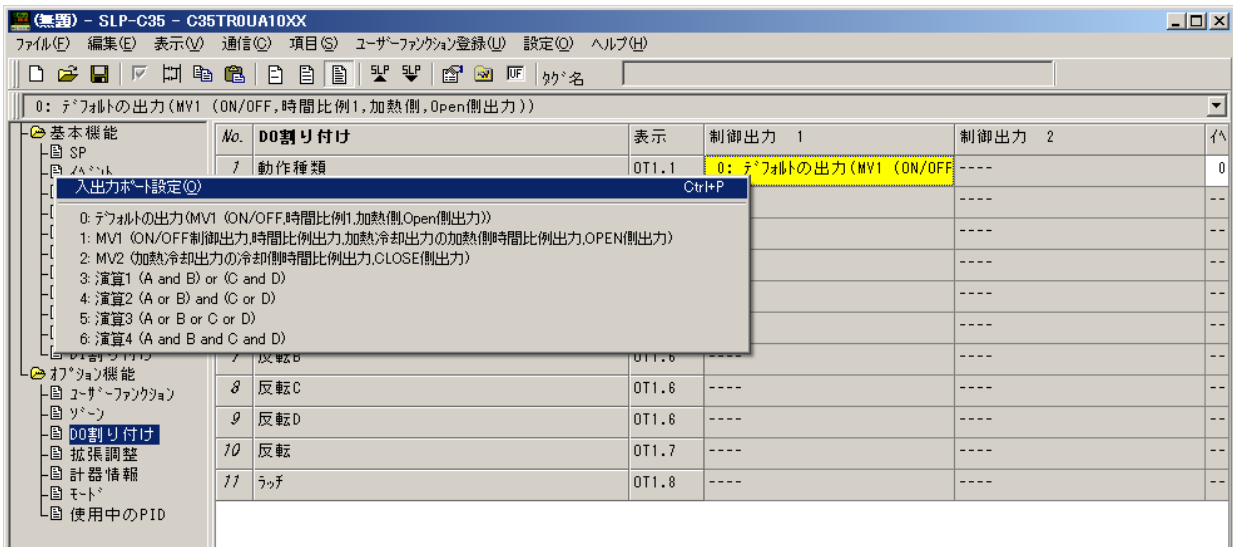 (無題) - SLP-C35 - C35TR0UA10XX
ファイル(F) 編集(E) 表示(V) 通信(C) 項目(S) ユーザーファンクション登録(U) 設定(O) ヘルプ(H)
SLP SLP UF タグ名
0: デフォルトの出力(MV1 (ON/OFF,時間比例1,加熱側,Open側出力))
基本機能
SP
イベント
No. DO割り付け 表示 制御出力 1 制御出力 2 イベ
1 動作種類 OT1.1 0: デフォルトの出力(MV1 (ON/OFF ---- 0
入出力ポート設定(O) Ctrl+P
0: デフォルトの出力(MV1 (ON/OFF,時間比例1,加熱側,Open側出力))
1: MV1 (ON/OFF制御出力,時間比例出力,加熱冷却出力の加熱側時間比例出力,OPEN側出力)
2: MV2 (加熱冷却出力の冷却側時間比例出力,CLOSE側出力)
3: 演算1 (A and B) or (C and D)
4: 演算2 (A or B) and (C or D)
5: 演算3 (A or B or C or D)
6: 演算4 (A and B and C and D)
---- --
---- --
---- --
---- --
---- --
DI割り付け
7 反転B OT1.6 ---- ---- --
8 反転C OT1.6 ---- ---- --
9 反転D OT1.6 ---- ---- --
10 反転 OT1.7 ---- ---- --
11 ラッチ OT1.8 ---- ---- --
オプション機能
ユーザーファンクション
ゾーン
DO割り付け
拡張調整
計器情報
モード
使用中のPID